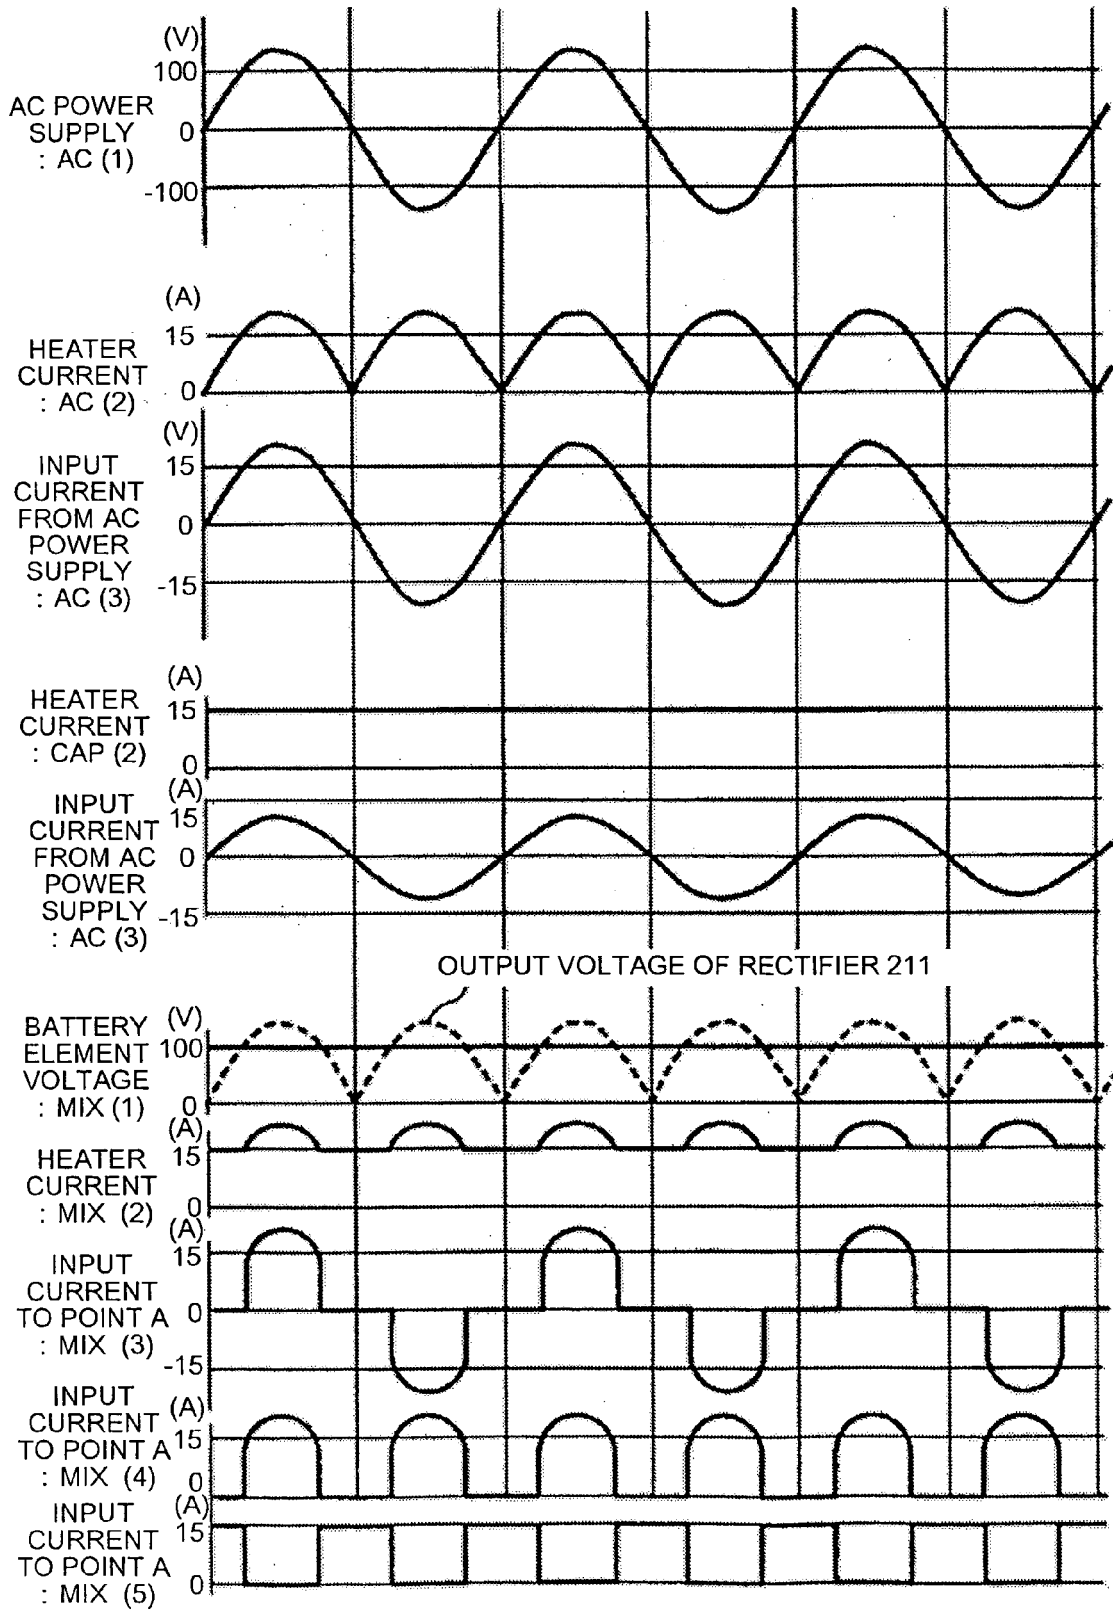 (V)
100
AC POWER
SUPPLY
: AC (1)
0
-100
(A)
15
HEATER
CURRENT
: AC (2)
0
(V)
INPUT
CURRENT
FROM AC
POWER
SUPPLY
: AC (3)
15
0
-15
(A)
HEATER
CURRENT
: CAP (2)
15
0
(A)
INPUT
CURRENT
FROM AC
POWER
SUPPLY
: AC (3)
15
0
-15
OUTPUT VOLTAGE OF RECTIFIER 211
(V)
BATTERY
ELEMENT
VOLTAGE
: MIX (1)
100
0
(A)
HEATER
CURRENT
: MIX (2)
15
0
(A)
INPUT
CURRENT
TO POINT A
: MIX (3)
15
0
-15
(A)
INPUT
CURRENT
TO POINT A
: MIX (4)
15
0
(A)
INPUT
CURRENT
TO POINT A
: MIX (5)
15
0